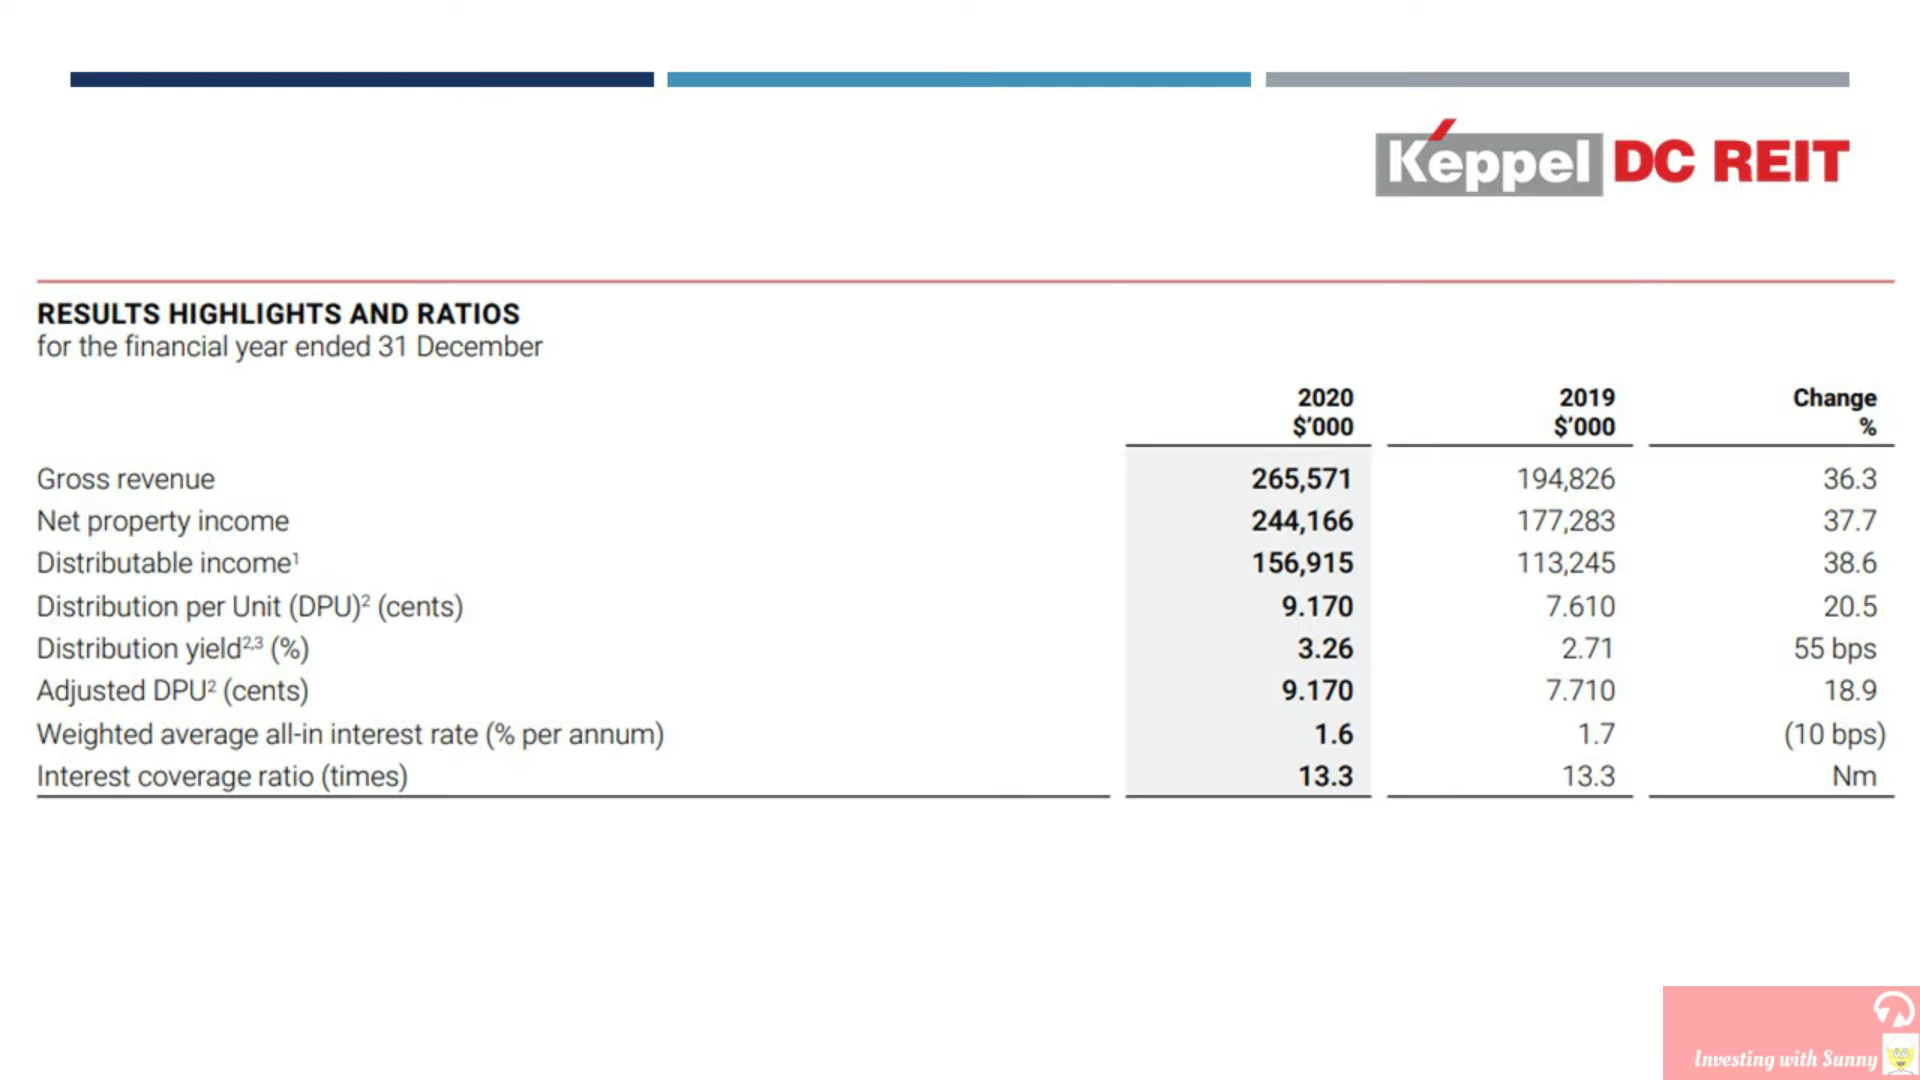 Keppel DC REIT
RESULTS HIGHLIGHTS AND RATIOS
for the financial year ended 31 December
2020 2019 Change
$'000 $'000 %
Gross revenue 265,571 194,826 36.3
Net property income 244,166 177,283 37.7
Distributable income¹ 156,915 113,245 38.6
Distribution per Unit (DPU)² (cents) 9.170 7.610 20.5
Distribution yield²,³ (%) 3.26 2.71 55 bps
Adjusted DPU² (cents) 9.170 7.710 18.9
Weighted average all-in interest rate (% per annum) 1.6 1.7 (10 bps)
Interest coverage ratio (times) 13.3 13.3 Nm
Investing with Sunny